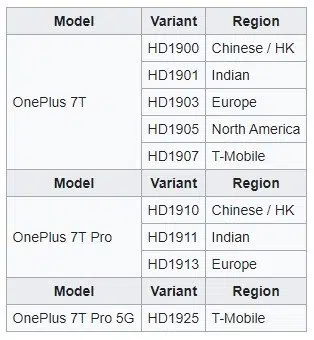 Model Variant Region
OnePlus 7T HD1900 Chinese / HK
HD1901 Indian
HD1903 Europe
HD1905 North America
HD1907 T-Mobile
Model Variant Region
OnePlus 7T Pro HD1910 Chinese / HK
HD1911 Indian
HD1913 Europe
Model Variant Region
OnePlus 7T Pro 5G HD1925 T-Mobile